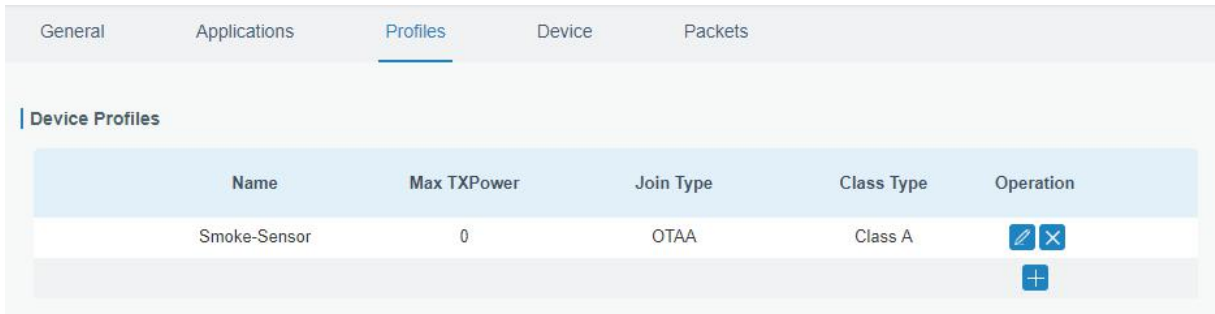 General Applications Profiles Device Packets
Device Profiles
Name Max TXPower Join Type Class Type Operation
Smoke-Sensor 0 OTAA Class A